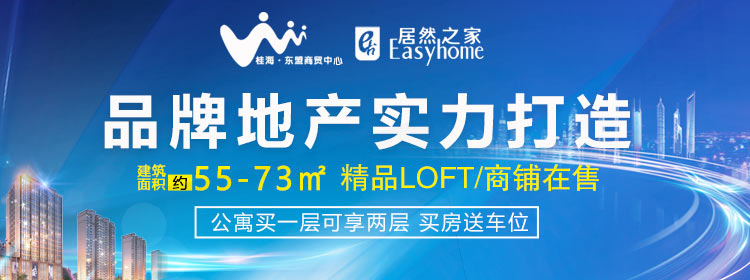 桂海·东盟商贸中心
居然之家
Easyhome
品牌地产实力打造
建筑面积约55-73㎡ 精品LOFT/商铺在售
公寓买一层可享两层 买房送车位